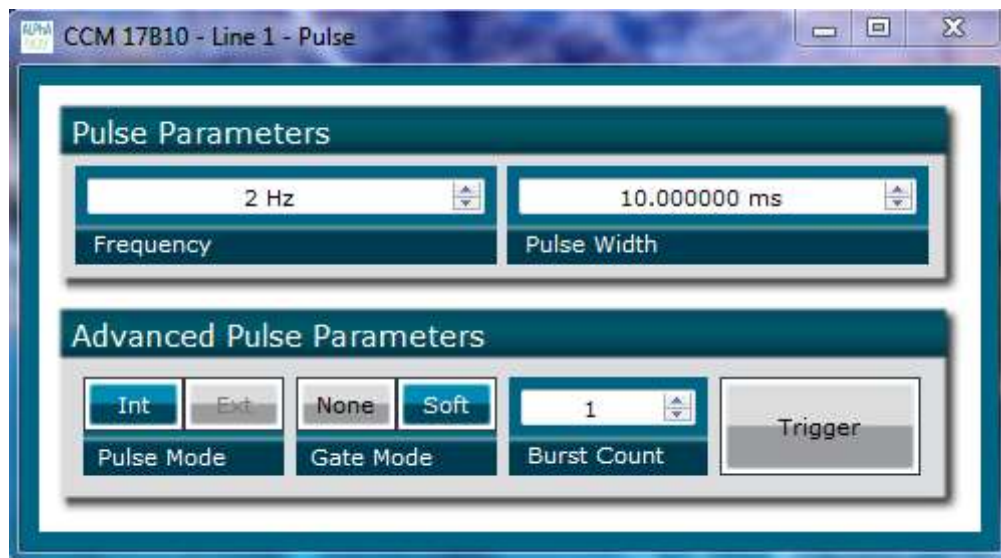 CCM 17B10 - Line 1 - Pulse
Pulse Parameters
2 Hz
10.000000 ms
Frequency
Pulse Width
Advanced Pulse Parameters
Int
Ext
None
Soft
1
Trigger
Pulse Mode
Gate Mode
Burst Count